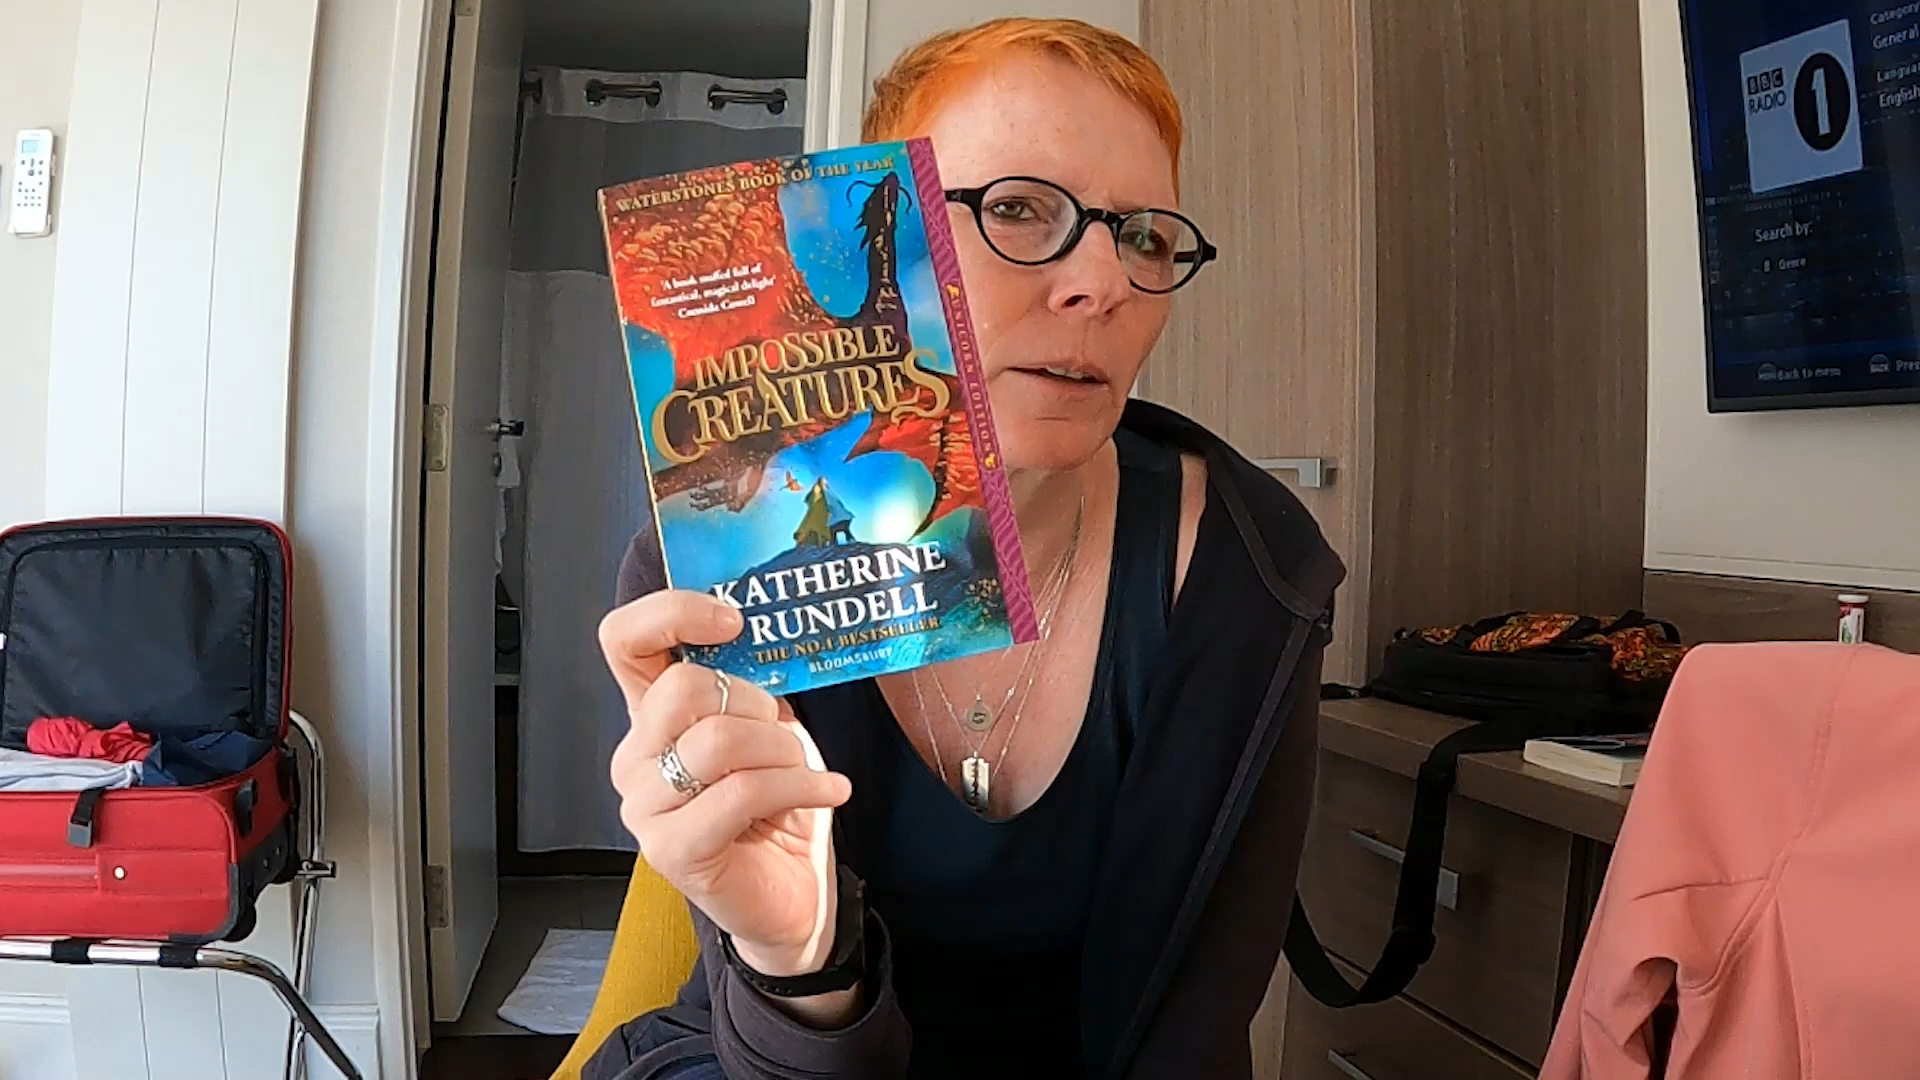 WATERSTONES BOOK OF THE YEAR
'A book stuffed full of
fantastical, magical delight'
Cressida Cowell
IMPOSSIBLE
CREATURES
KATHERINE
RUNDELL
THE NO.1 BESTSELLER
BLOOMSBURY
UNICORN EDITION
BBC
RADIO
1
Category
General
English
Search by:
Genre
Back to menu
BACK